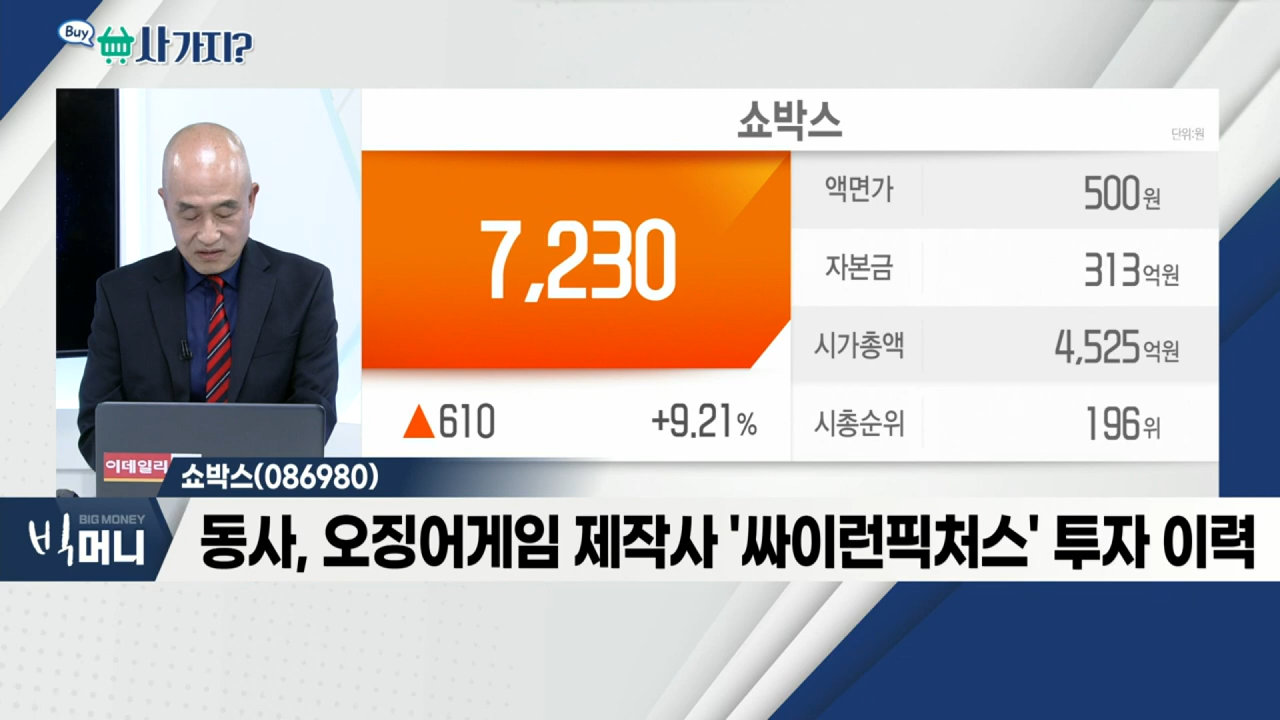 Buy
사가지?
쇼박스
단위:원
7,230
▲610 +9.21%
액면가 500원
자본금 313억원
시가총액 4,525억원
시총순위 196위
이데일리
쇼박스(086980)
BIG MONEY
빅머니
동사, 오징어게임 제작사 '싸이런픽처스' 투자 이력